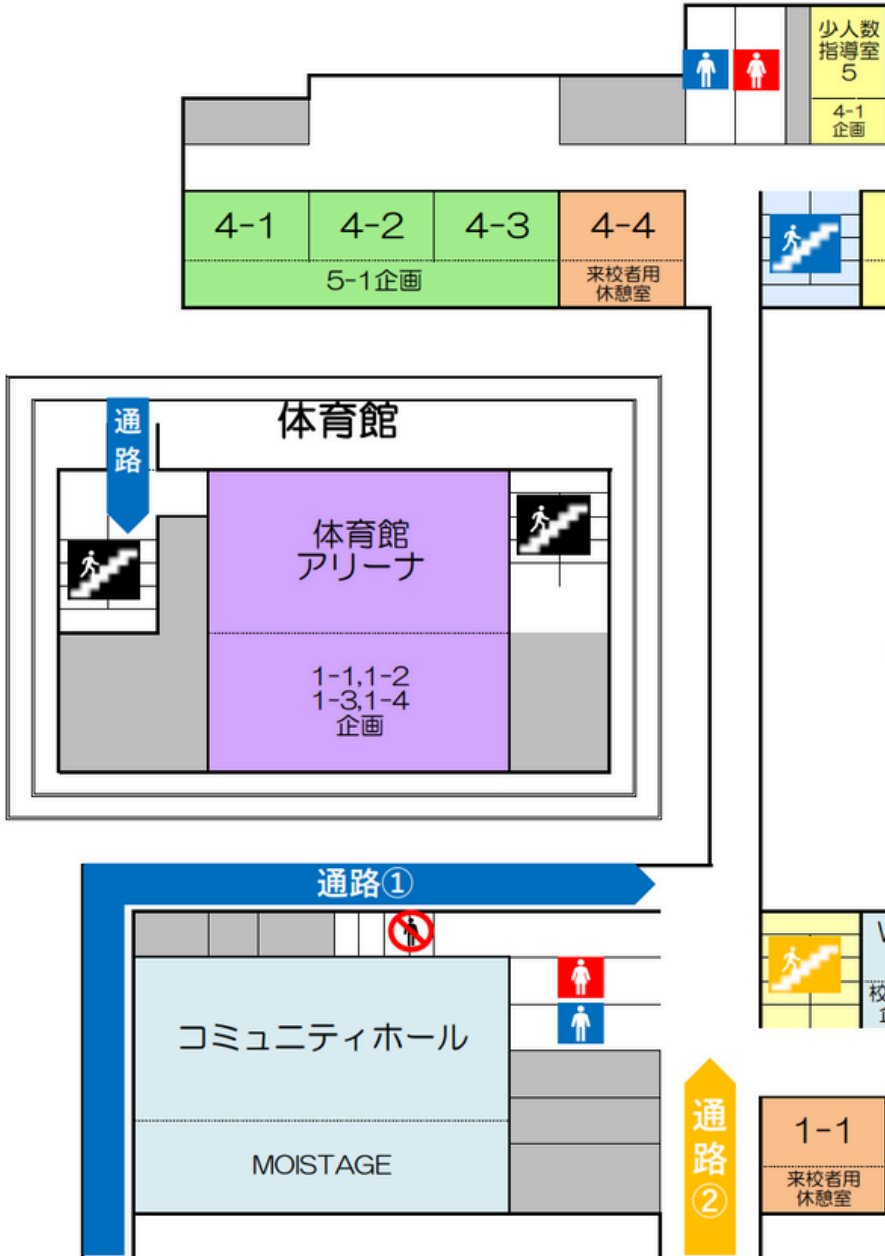 少人数
指導室
5
4-1
企画
4-1
4-2
4-3
4-4
5-1企画
来校者用
休憩室
体育館
通路
体育館
アリーナ
1-1,1-2
1-3,1-4
企画
通路①
コミュニティホール
MOISTAGE
校
通路②
1-1
来校者用
休憩室